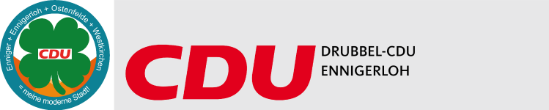 Enniger + Ennigerloh + Ostenfelde + Westkirchen
CDU
= meine moderne Stadt!
CDU
DRUBBEL-CDU
ENNIGERLOH